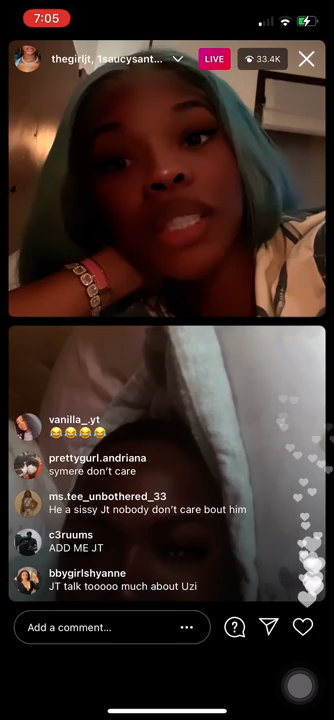 7:05
thegirljt, 1saucysant...
LIVE
33.4K
vanilla_.yt
😂😂😂😂
prettygurl.andriana
symere don't care
ms.tee_unbothered_33
He a sissy Jt nobody don't care bout him
c3ruums
ADD ME JT
bbygirlshyanne
JT talk tooooo much about Uzi
Add a comment...